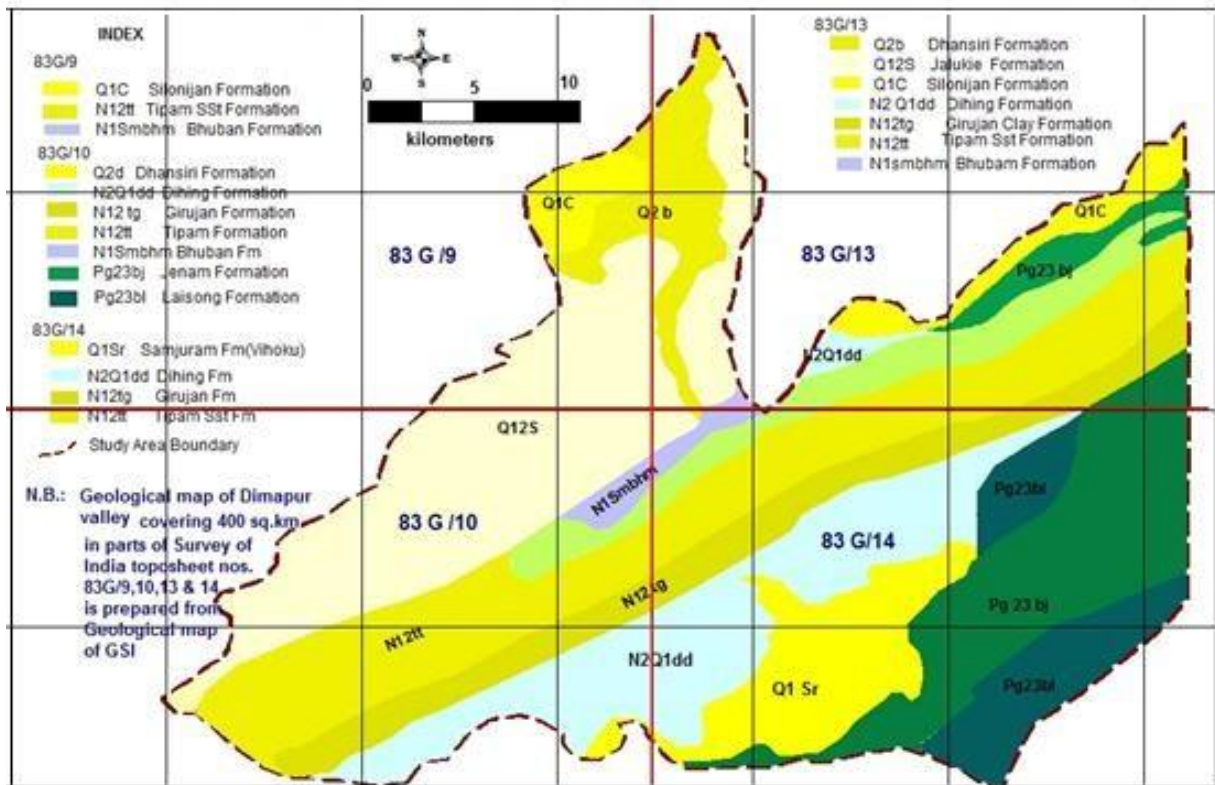 INDEX
83G/9
Q1C Silonijan Formation
N12tt Tipam SSt Formation
N1Smbhm Bhuban Formation
83G/10
Q2d Dhansiri Formation
N2Q1dd Dihing Formation
N12 tg Girujan Formation
N12tt Tipam Formation
N1Smbhm Bhuban Fm
Pg23bj Jenam Formation
Pg23bl Laisong Formation
83G/14
Q1Sr Samjuram Fm(Vihoku)
N2Q1dd Dihing Fm
N12tg Girujan Fm
N12tt Tipam Sst Fm
Study Area Boundary
N.B.: Geological map of Dimapur
valley covering 400 sq.km
in parts of Survey of
India toposheet nos.
83G/9,10,13 & 14
is prepared from
Geological map
of GSI
N
W E
S
0 5 10
kilometers
83G/13
Q2b Dhansiri Formation
Q12S Jalukie Formation
Q1C Silonijan Formation
N2 Q1dd Dihing Formation
N12tg Girujan Clay Formation
N12tt Tipam Sst Formation
N1smbhm Bhubam Formation
Q1C
Q2 b
Q1C
83 G /9
83 G/13
Pg23 bj
N2Q1dd
Q12S
N1Smbhm
Pg23bl
83 G /10
83 G/14
N12tg
Pg 23 bj
N12tt
N2Q1dd
Q1 Sr
Pg23bl